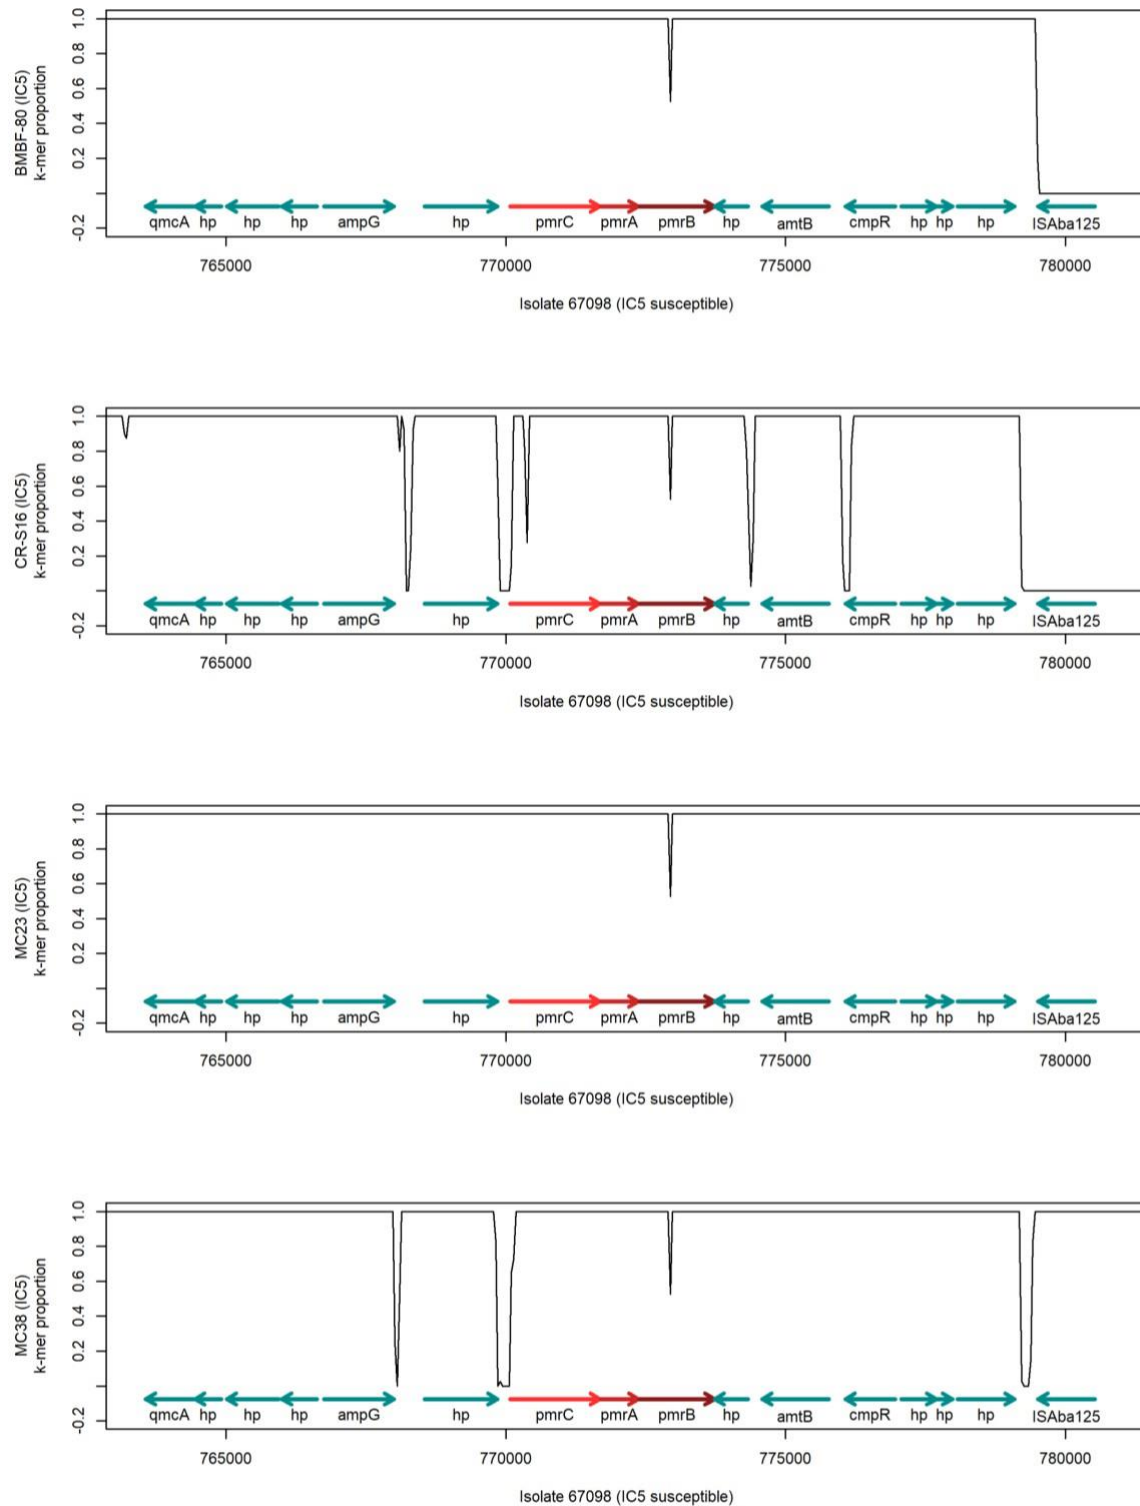 BMBF-80 (IC5)
k-mer proportion
1.0
0.8
0.6
0.4
0.2
-0.2
qmcA hp hp hp ampG hp pmrC pmrA pmrB hp amtB cmpR hp hp hp ISAba125
765000 770000 775000 780000
Isolate 67098 (IC5 susceptible)
CR-S16 (IC5)
k-mer proportion
1.0
0.8
0.6
0.4
0.2
-0.2
qmcA hp hp hp ampG hp pmrC pmrA pmrB hp amtB cmpR hp hp hp ISAba125
765000 770000 775000 780000
Isolate 67098 (IC5 susceptible)
MC23 (IC5)
k-mer proportion
1.0
0.8
0.6
0.4
0.2
-0.2
qmcA hp hp hp ampG hp pmrC pmrA pmrB hp amtB cmpR hp hp hp ISAba125
765000 770000 775000 780000
Isolate 67098 (IC5 susceptible)
MC38 (IC5)
k-mer proportion
1.0
0.8
0.6
0.4
0.2
-0.2
qmcA hp hp hp ampG hp pmrC pmrA pmrB hp amtB cmpR hp hp hp ISAba125
765000 770000 775000 780000
Isolate 67098 (IC5 susceptible)